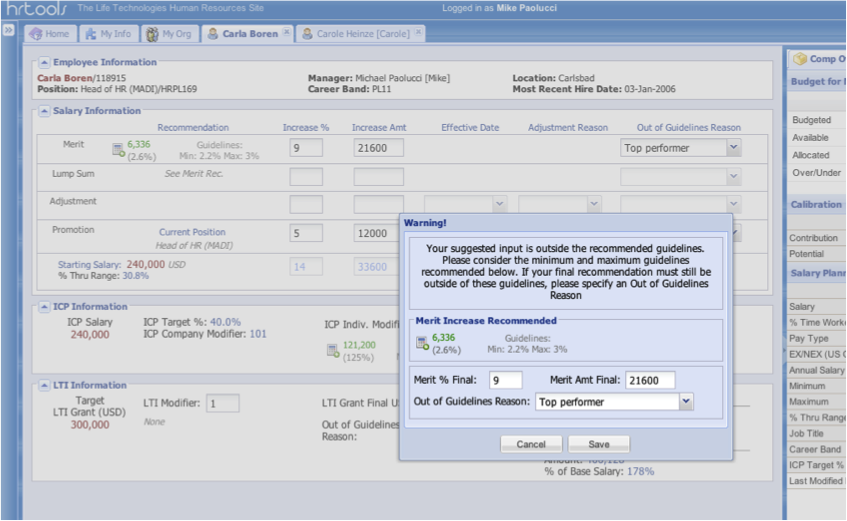 hrtools The Life Technologies Human Resources Site Logged in as Mike Paolucci
Home My Info My Org Carla Boren Carole Heinze [Carole]
Employee Information
Carla Boren/118915 Manager: Michael Paolucci [Mike] Location: Carlsbad
Position: Head of HR (MADI)/HRPL169 Career Band: PL11 Most Recent Hire Date: 03-Jan-2006
Salary Information
Recommendation Increase % Increase Amt Effective Date Adjustment Reason Out of Guidelines Reason
Merit 6,336 Guidelines: 9 21600 Top performer
(2.6%) Min: 2.2% Max: 3%
Lump Sum See Merit Rec.
Adjustment
Promotion Current Position 5 12000
Head of HR (MADI)
Starting Salary: 240,000 USD 14 33600
% Thru Range: 30.8%
ICP Information
ICP Salary ICP Target %: 40.0% ICP Indiv. Modifi
240,000 ICP Company Modifier: 101
121,200
(125%)
LTI Information
Target LTI Modifier: 1 LTI Grant Final U
LTI Grant (USD)
300,000 None Out of Guidelines
Reason:
% of Base Salary: 178%
Warning!
Your suggested input is outside the recommended guidelines.
Please consider the minimum and maximum guidelines
recommended below. If your final recommendation must still be
outside of these guidelines, please specify an Out of Guidelines
Reason
Merit Increase Recommended
6,336 Guidelines:
(2.6%) Min: 2.2% Max: 3%
Merit % Final: 9 Merit Amt Final: 21600
Out of Guidelines Reason: Top performer
Cancel Save
Comp O
Budget for
Budgeted
Available
Allocated
Over/Under
Calibration
Contribution
Potential
Salary Plann
Salary
% Time Work
Pay Type
EX/NEX (US
Annual Salary
Minimum
Maximum
% Thru Range
Job Title
Career Band
ICP Target %
Last Modified